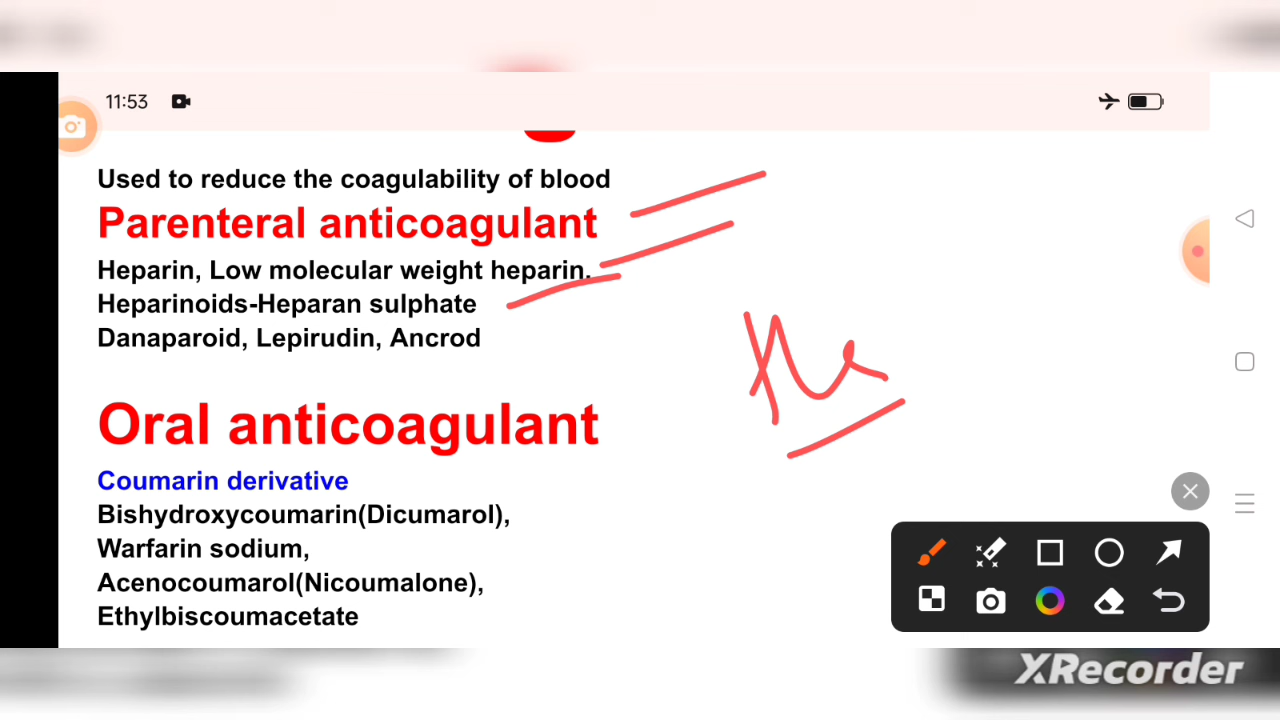 11:53
Used to reduce the coagulability of blood
Parenteral anticoagulant
Heparin, Low molecular weight heparin.
Heparinoids-Heparan sulphate
Danaparoid, Lepirudin, Ancrod
Oral anticoagulant
Coumarin derivative
Bishydroxycoumarin(Dicumarol),
Warfarin sodium,
Acenocoumarol(Nicoumalone),
Ethylbiscoumacetate
XRecorder